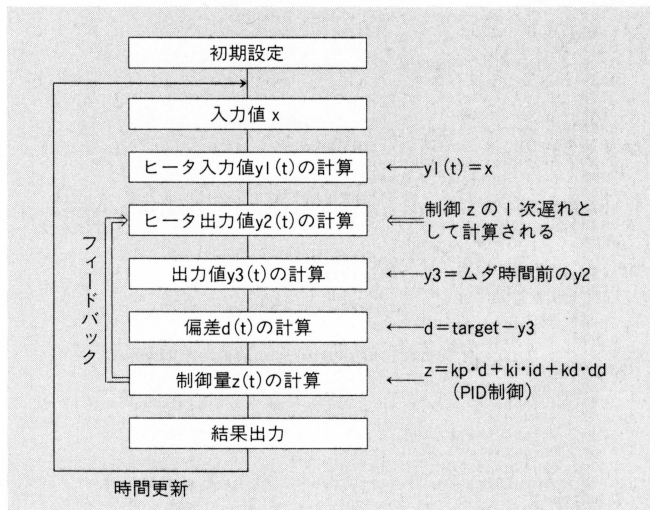 初期設定
入力値 x
ヒータ入力値y1(t)の計算
y1(t)=x
ヒータ出力値y2(t)の計算
制御 z の 1 次遅れと
して計算される
フィードバック
出力値y3(t)の計算
y3=ムダ時間前のy2
偏差d(t)の計算
d=target-y3
制御量z(t)の計算
z=kp・d+ki・id+kd・dd
(PID制御)
結果出力
時間更新